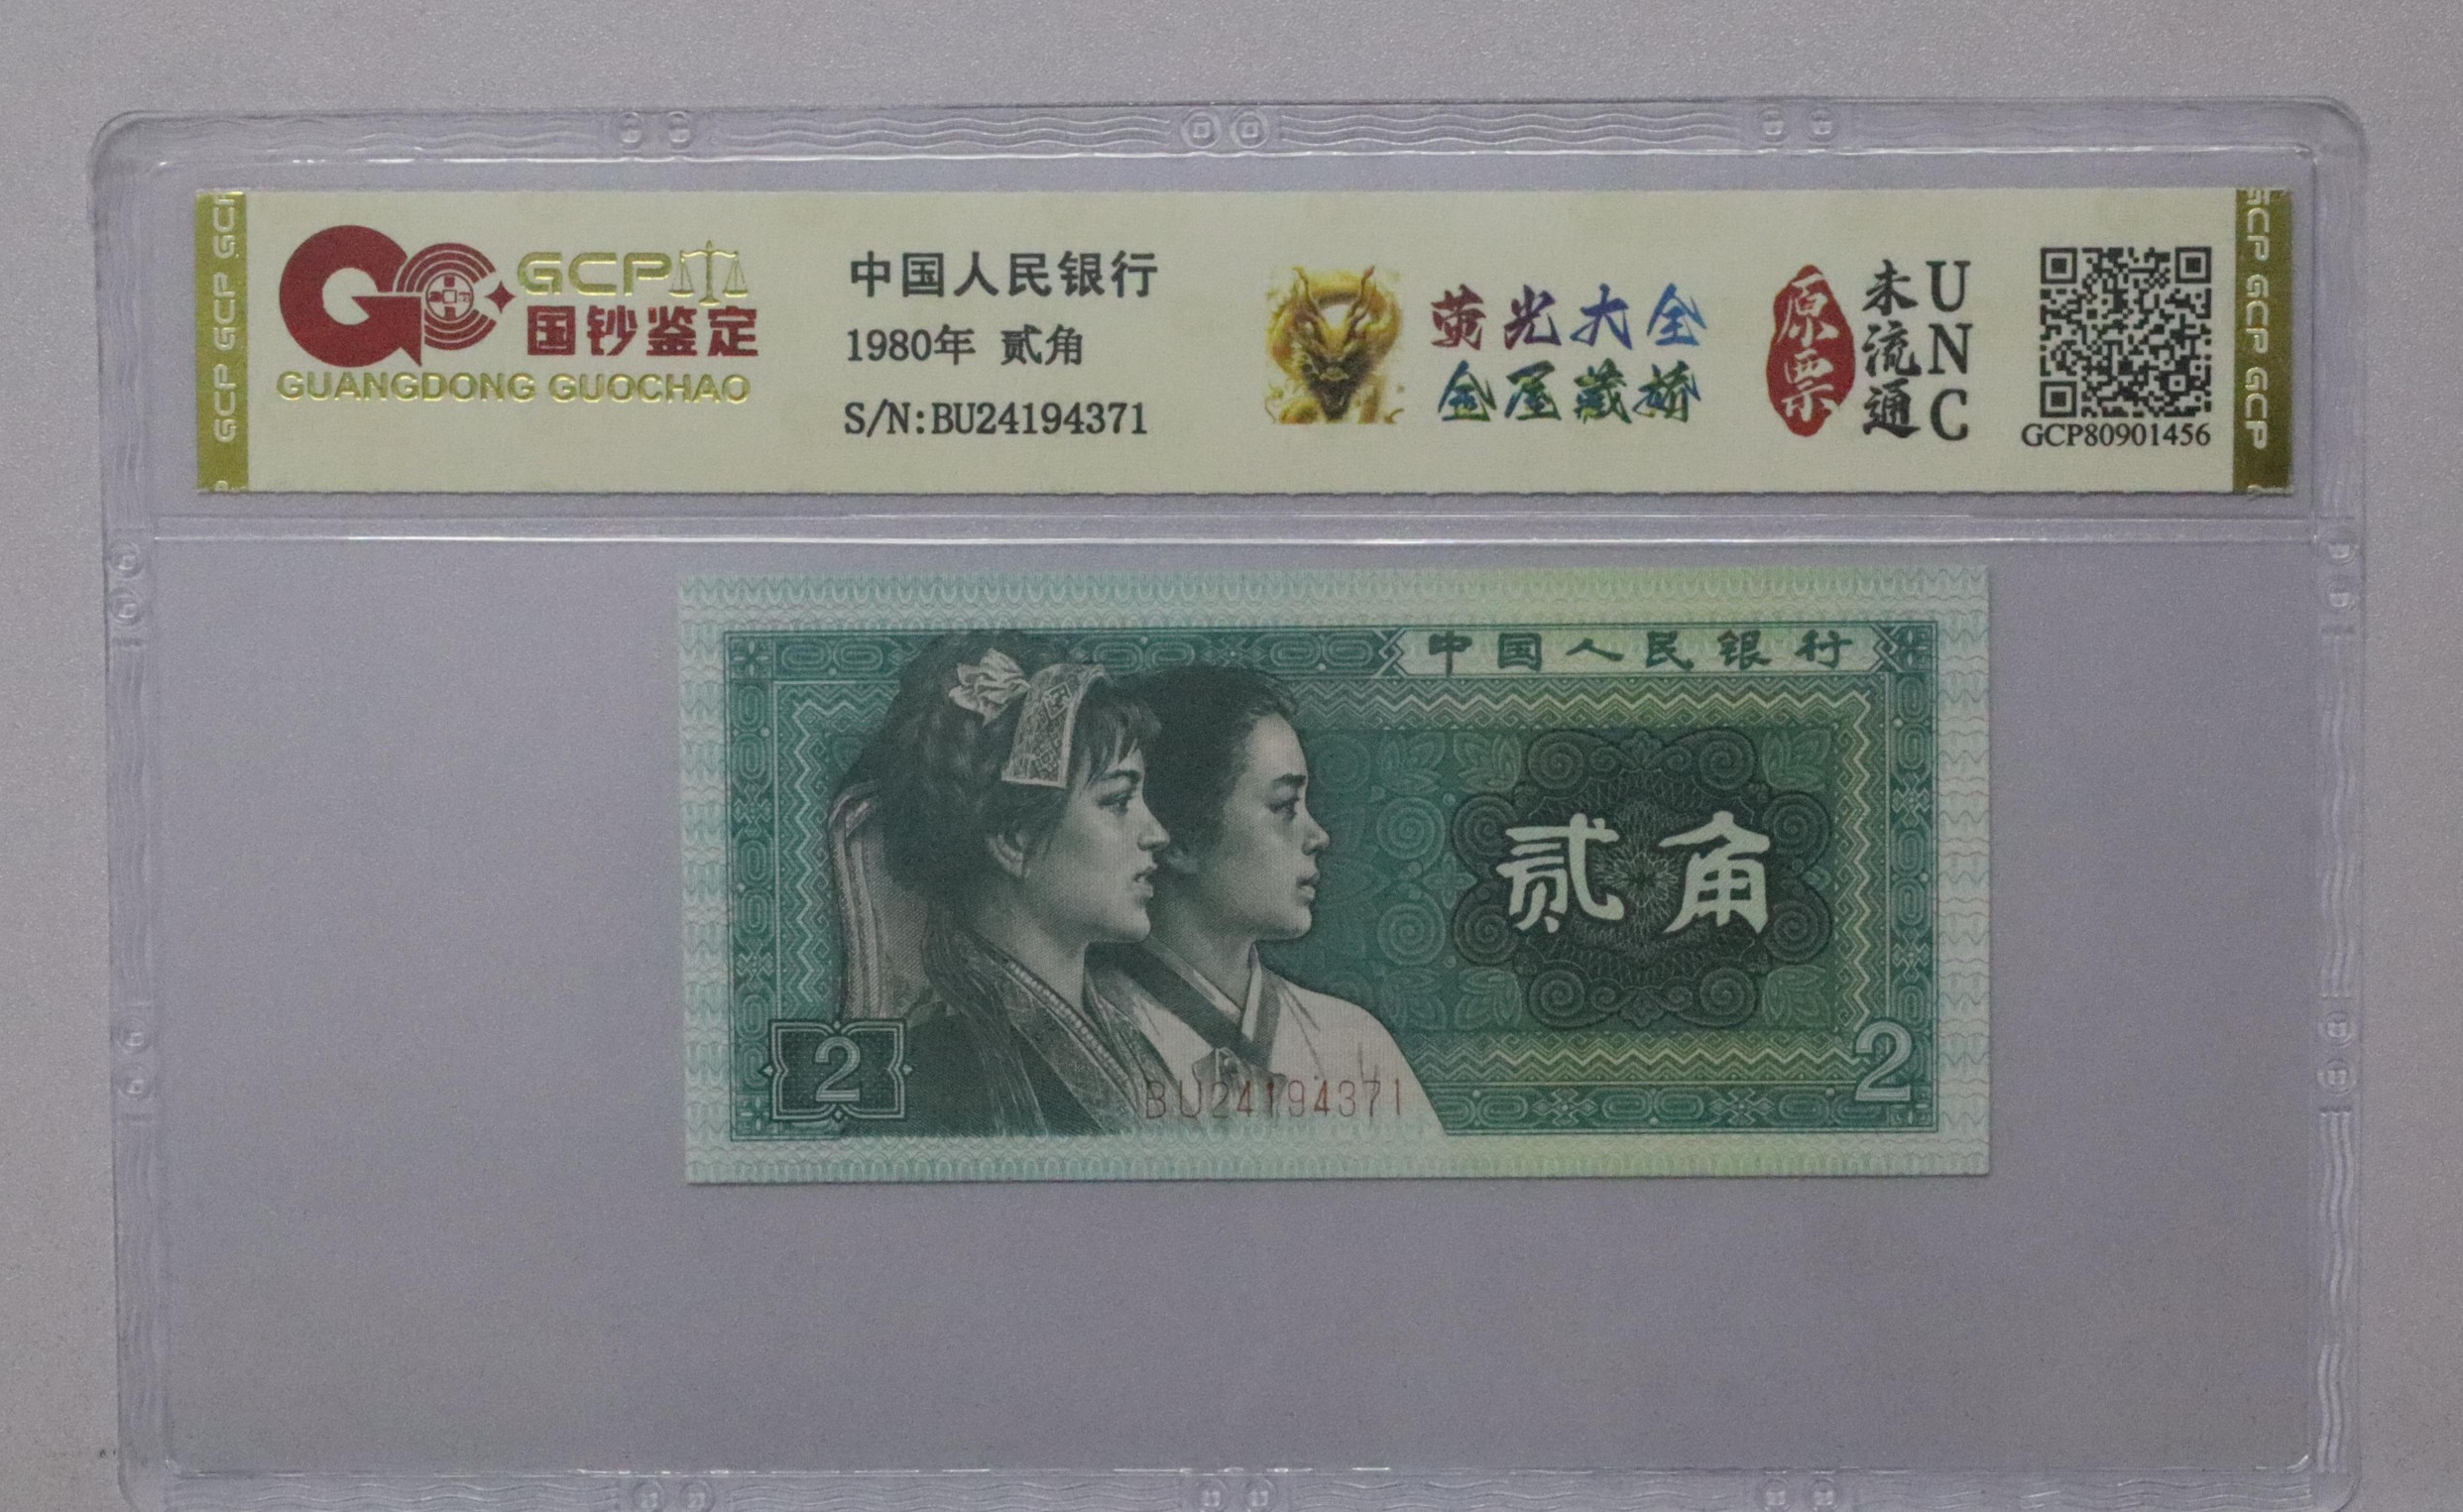 GCP
国钞鉴定
GUANGDONG GUOCHAO
中国人民银行
1980年 贰角
S/N:BU24194371
荧光大全
金屋藏娇
原票
未流通
UNC
GCP80901456
GCP GCP GCP
GCP GCP GCP
中国人民银行
贰角
2
2
BU24194371